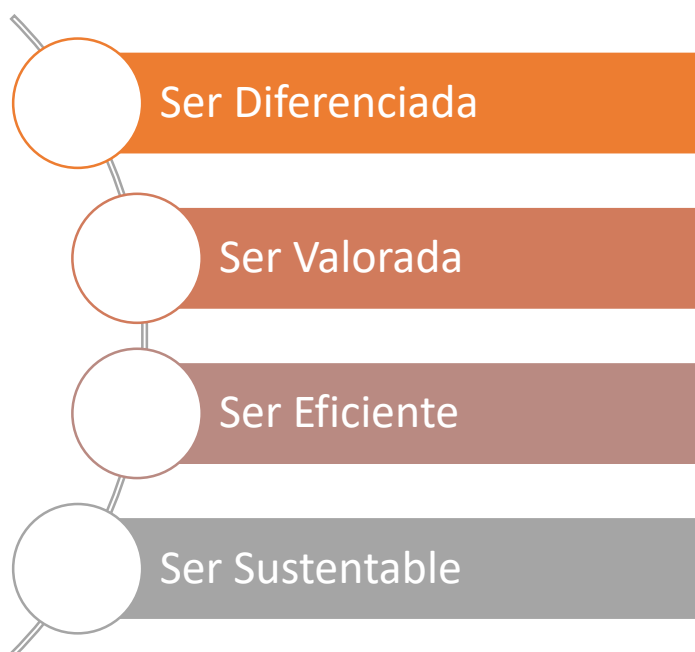 Ser Diferenciada
Ser Valorada
Ser Eficiente
Ser Sustentable